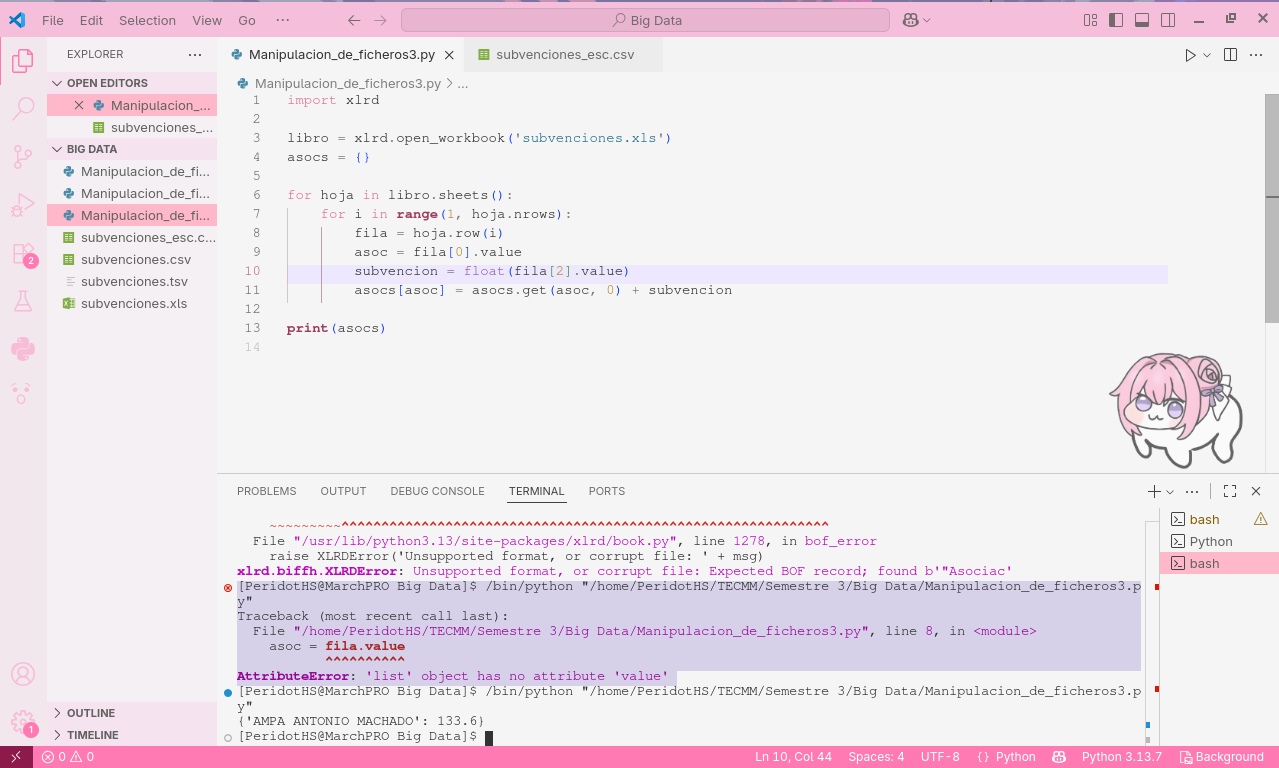 File Edit Selection View Go ··· Big Data
EXPLORER ···
OPEN EDITORS
Manipulacion_...
subvenciones_...
BIG DATA
Manipulacion_de_fi...
Manipulacion_de_fi...
Manipulacion_de_fi...
subvenciones_esc.c...
subvenciones.csv
subvenciones.tsv
subvenciones.xls
OUTLINE
TIMELINE
2
1
Manipulacion_de_ficheros3.py subvenciones_esc.csv ···
Manipulacion_de_ficheros3.py > ...
1 import xlrd
2
3 libro = xlrd.open_workbook('subvenciones.xls')
4 asocs = {}
5
6 for hoja in libro.sheets():
7 for i in range(1, hoja.nrows):
8 fila = hoja.row(i)
9 asoc = fila[0].value
10 subvencion = float(fila[2].value)
11 asocs[asoc] = asocs.get(asoc, 0) + subvencion
12
13 print(asocs)
14
PROBLEMS OUTPUT DEBUG CONSOLE TERMINAL PORTS ···
~~~~~~~~~^^^^^^^^^^^^^^^^^^^^^^^^^^^^^^^^^^^^^^^^^^^^^^^^^^^^^^^^^^^^^
File "/usr/lib/python3.13/site-packages/xlrd/book.py", line 1278, in bof_error
raise XLRDError('Unsupported format, or corrupt file: ' + msg)
xlrd.biffh.XLRDError: Unsupported format, or corrupt file: Expected BOF record; found b'"Asociac'
[PeridotHS@MarchPRO Big Data]$ /bin/python "/home/PeridotHS/TECMM/Semestre 3/Big Data/Manipulacion_de_ficheros3.p
y"
Traceback (most recent call last):
File "/home/PeridotHS/TECMM/Semestre 3/Big Data/Manipulacion_de_ficheros3.py", line 8, in <module>
asoc = fila.value
^^^^^^^^^^
AttributeError: 'list' object has no attribute 'value'
[PeridotHS@MarchPRO Big Data]$ /bin/python "/home/PeridotHS/TECMM/Semestre 3/Big Data/Manipulacion_de_ficheros3.p
y"
{'AMPA ANTONIO MACHADO': 133.6}
[PeridotHS@MarchPRO Big Data]$
bash
Python
bash
0 0 Ln 10, Col 44 Spaces: 4 UTF-8 {} Python Python 3.13.7 Background